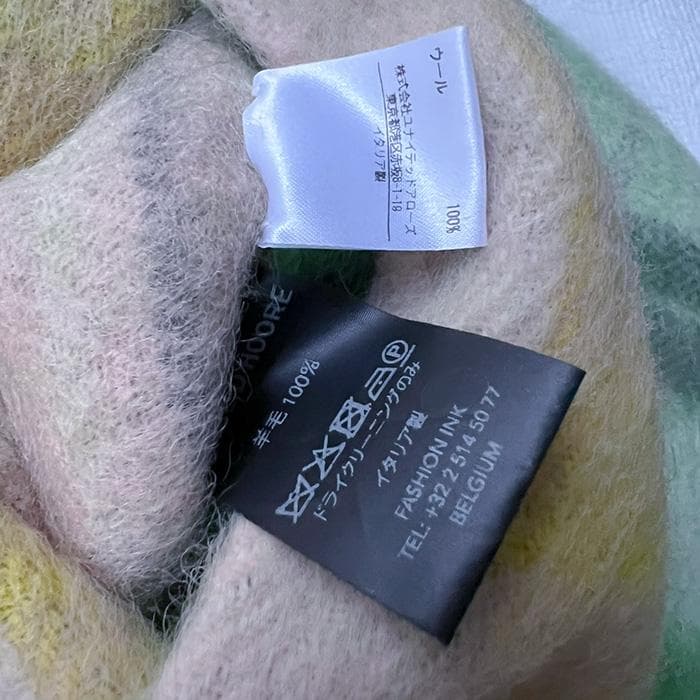 ウール 100%
株式会社ユナイテッドアローズ
東京都港区赤坂8-1-18
イタリア製
HOORE
羊毛 100%
ドライクリーニングのみ
イタリア製
FASHION INK
TEL: +32 2 514 50 77
BELGIUM